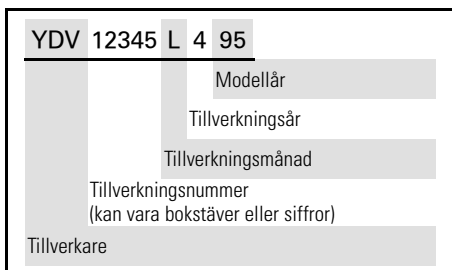 YDV 12345 L 4 95
Modellår
Tillverkningsår
Tillverkningsmånad
Tillverkningsnummer
(kan vara bokstäver eller siffror)
Tillverkare